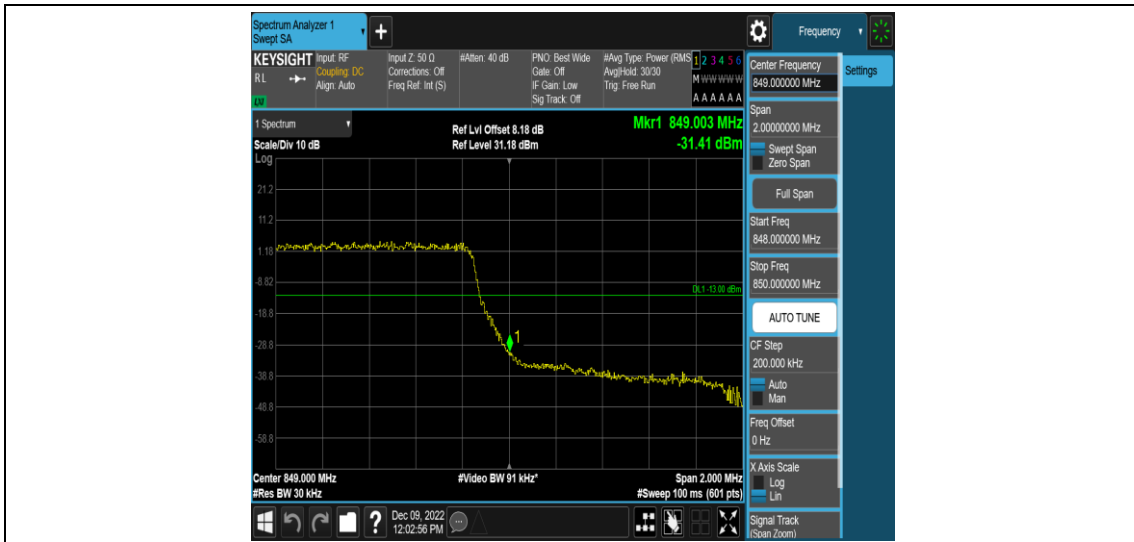 Spectrum Analyzer 1
Swept SA
+
Frequency
KEYSIGHT
RL
LXI
Input: RF
Coupling: DC
Align: Auto
Input Z: 50 Ω
Corrections: Off
Freq Ref: Int (S)
#Atten: 40 dB
PNO: Best Wide
Gate: Off
IF Gain: Low
Sig Track: Off
#Avg Type: Power (RMS
Avg|Hold: 30/30
Trig: Free Run
1 2 3 4 5 6
M W W W W W
A A A A A A
1 Spectrum
Scale/Div 10 dB
Log
Ref Lvl Offset 8.18 dB
Ref Level 31.18 dBm
Mkr1 849.003 MHz
-31.41 dBm
21.2
11.2
1.18
-8.82
-18.8
-28.8
-38.8
-48.8
-58.8
DL1 -13.00 dBm
1
Center 849.000 MHz
#Res BW 30 kHz
#Video BW 91 kHz*
Span 2.000 MHz
#Sweep 100 ms (601 pts)
?
Dec 09, 2022
12:02:56 PM
Center Frequency
849.000000 MHz
Settings
Span
2.00000000 MHz
Swept Span
Zero Span
Full Span
Start Freq
848.000000 MHz
Stop Freq
850.000000 MHz
AUTO TUNE
CF Step
200.000 kHz
Auto
Man
Freq Offset
0 Hz
X Axis Scale
Log
Lin
Signal Track
(Span Zoom)